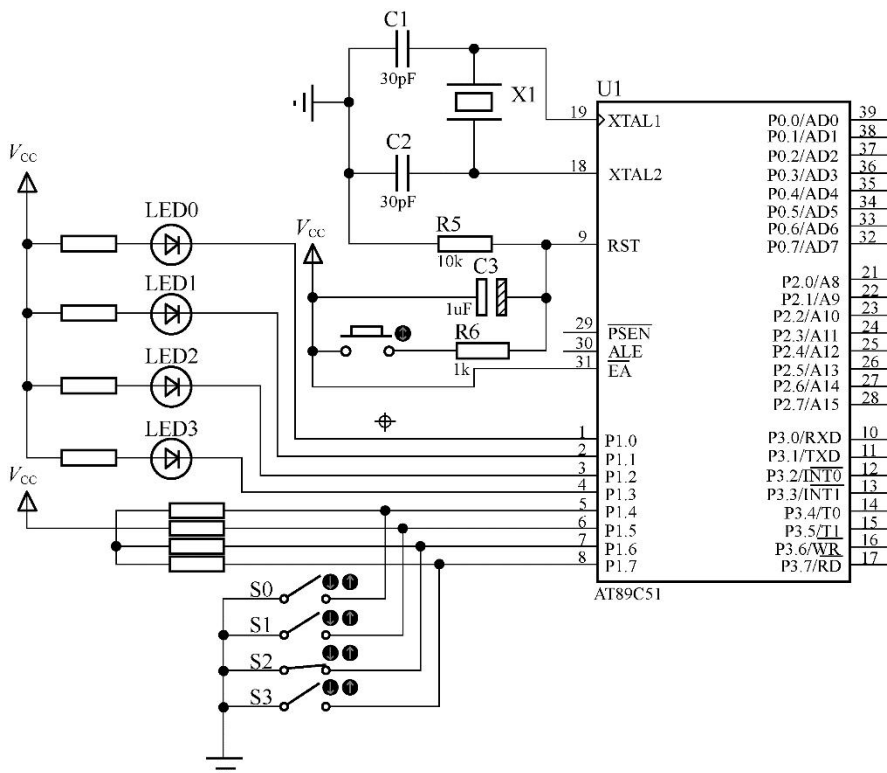 C1
30pF
X1
C2
30pF
U1
19
XTAL1
18
XTAL2
9
RST
29
PSEN
30
ALE
31
EA
1
P1.0
2
P1.1
3
P1.2
4
P1.3
5
P1.4
6
P1.5
7
P1.6
8
P1.7
P0.0/AD0
39
P0.1/AD1
38
P0.2/AD2
37
P0.3/AD3
36
P0.4/AD4
35
P0.5/AD5
34
P0.6/AD6
33
P0.7/AD7
32
P2.0/A8
21
P2.1/A9
22
P2.2/A10
23
P2.3/A11
24
P2.4/A12
25
P2.5/A13
26
P2.6/A14
27
P2.7/A15
28
P3.0/RXD
10
P3.1/TXD
11
P3.2/INT0
12
P3.3/INT1
13
P3.4/T0
14
P3.5/T1
15
P3.6/WR
16
P3.7/RD
17
AT89C51
VCC
LED0
LED1
LED2
LED3
VCC
R5
10k
C3
1uF
R6
1k
VCC
S0
S1
S2
S3